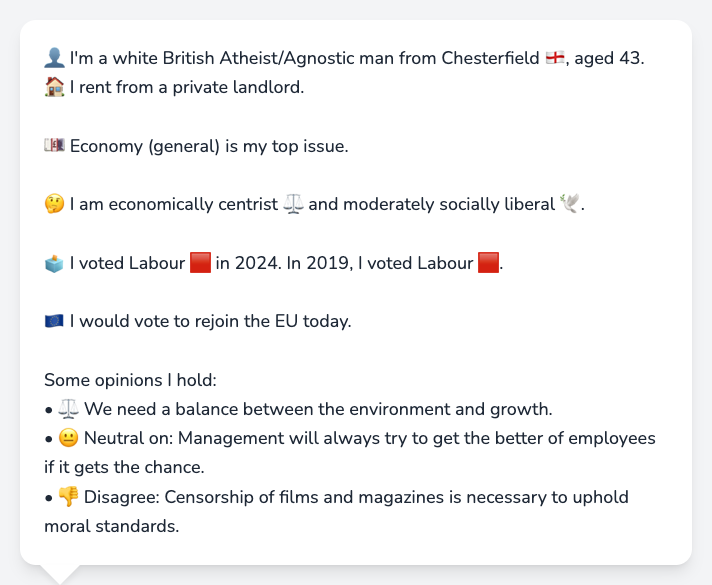 👤 I'm a white British Atheist/Agnostic man from Chesterfield 🏴󠁧󠁢󠁥󠁮󠁧󠁿, aged 43.
🏠 I rent from a private landlord.
💷 Economy (general) is my top issue.
🤔 I am economically centrist ⚖️ and moderately socially liberal 🕊️.
🗳️ I voted Labour 🟥 in 2024. In 2019, I voted Labour 🟥.
🇪🇺 I would vote to rejoin the EU today.
Some opinions I hold:
• ⚖️ We need a balance between the environment and growth.
• 😐 Neutral on: Management will always try to get the better of employees
if it gets the chance.
• 👎 Disagree: Censorship of films and magazines is necessary to uphold
moral standards.